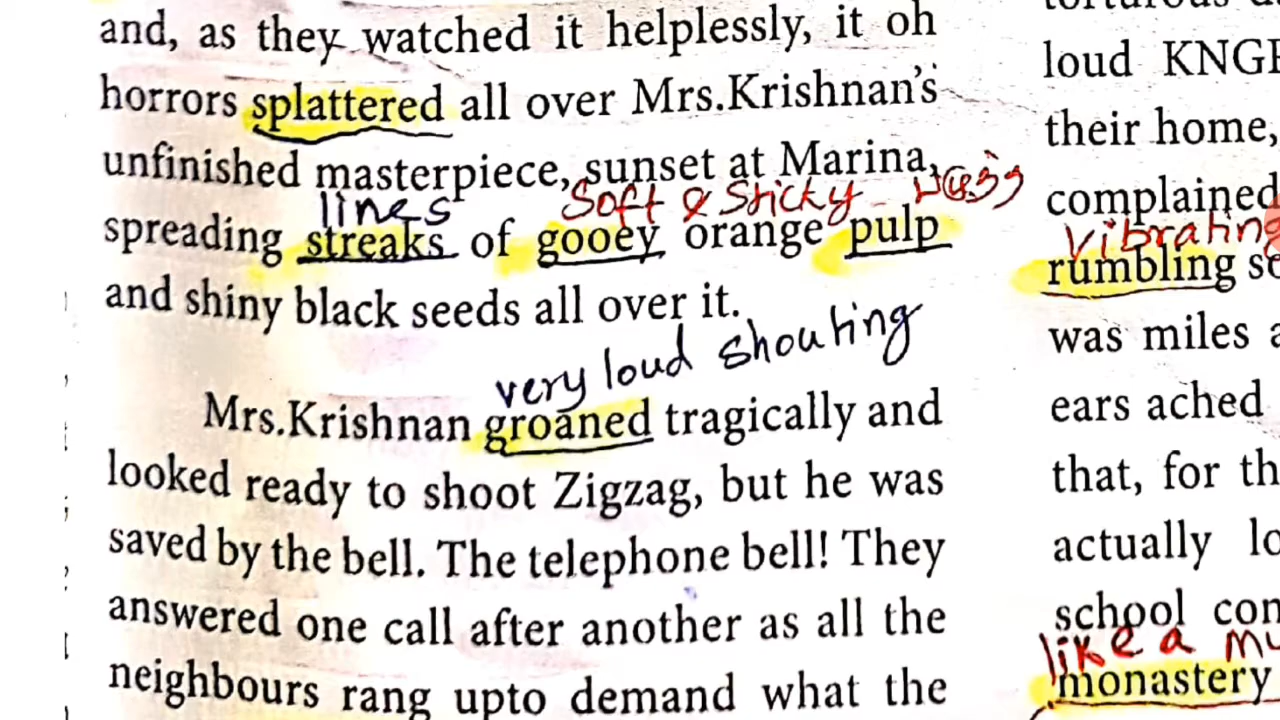 and, as they watched it helplessly, it oh
horrors splattered all over Mrs.Krishnan's
unfinished masterpiece, sunset at Marina,
lines Soft & Sticky
spreading streaks of gooey orange pulp
and shiny black seeds all over it.
very loud shouting
Mrs.Krishnan groaned tragically and
looked ready to shoot Zigzag, but he was
saved by the bell. The telephone bell! They
answered one call after another as all the
neighbours rang upto demand what the
loud
their home,
complained
Vibrating
rumbling
was miles
ears ached
that, for
actually
school
like a
monastery